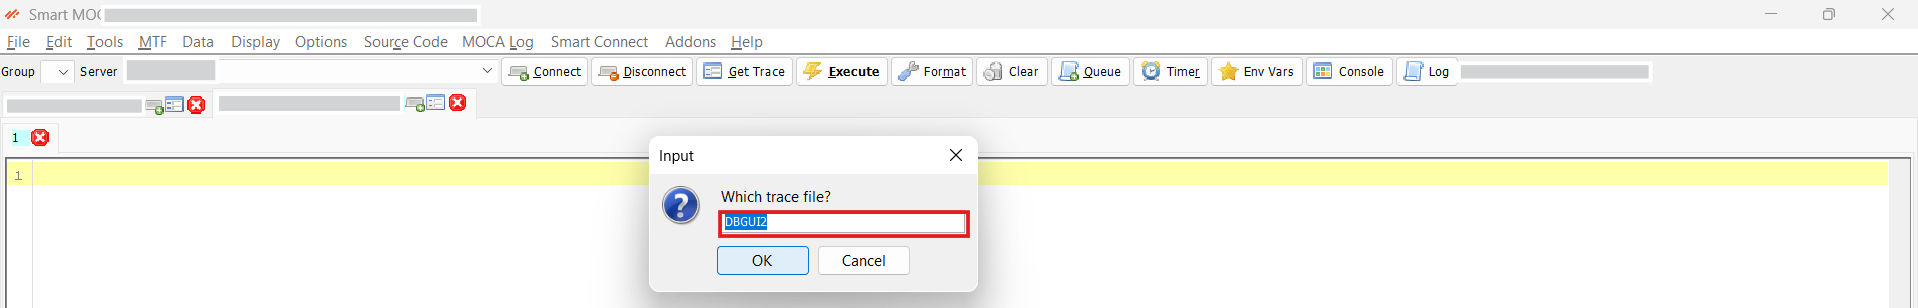 Smart MOC
File Edit Tools MTF Data Display Options Source Code MOCA Log Smart Connect Addons Help
Group Server Connect Disconnect Get Trace Execute Format Clear Queue Timer Env Vars Console Log
1
Input
1
Which trace file?
DBGUI2
OK Cancel